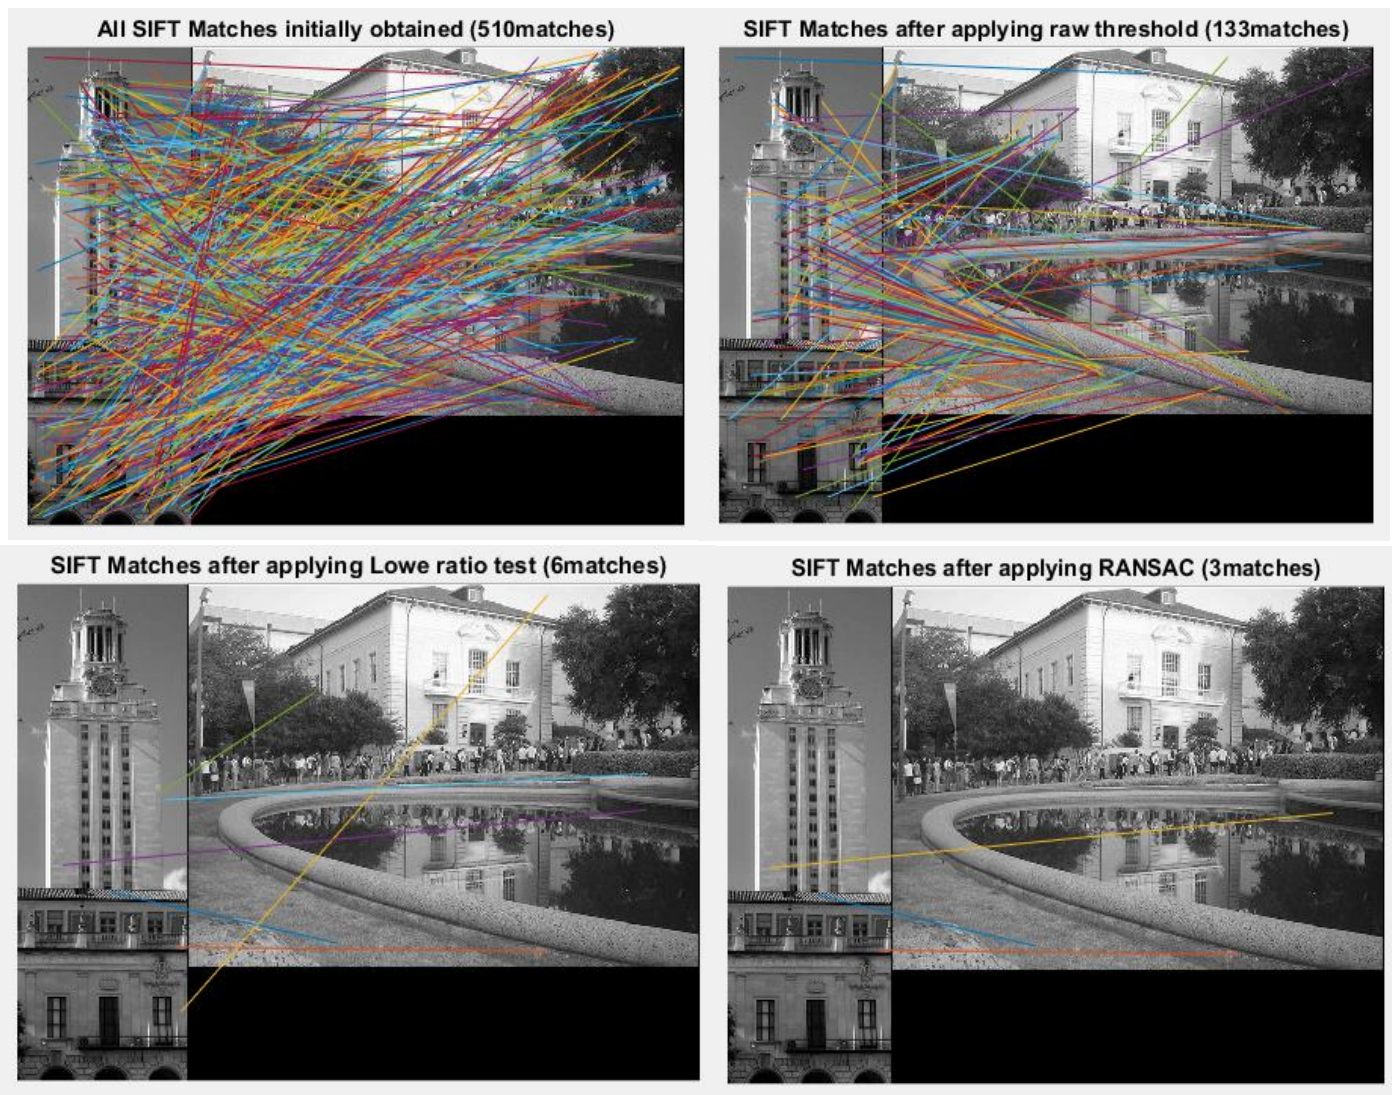 All SIFT Matches initially obtained (510matches)
SIFT Matches after applying raw threshold (133matches)
SIFT Matches after applying Lowe ratio test (6matches)
SIFT Matches after applying RANSAC (3matches)